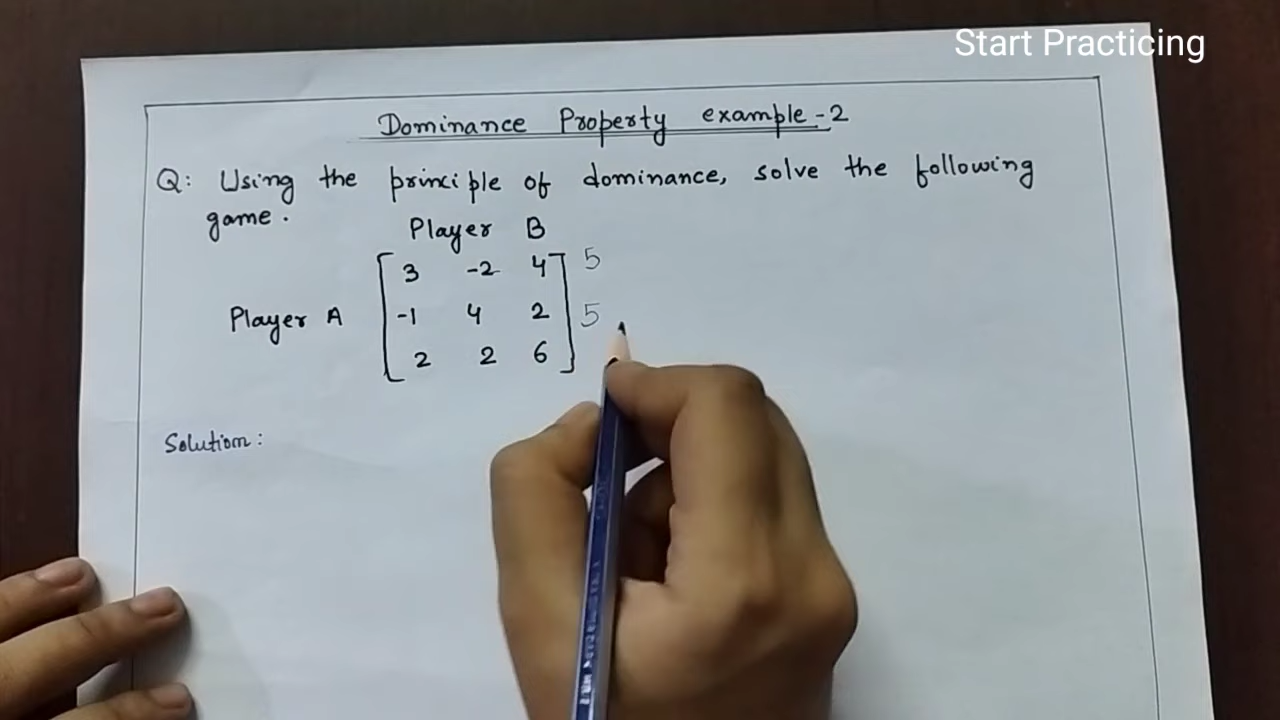 Start Practicing
Dominance Property example-2
Q: Using the principle of dominance, solve the following
game.
Player B
3 -2 4 5
Player A -1 4 2 5
2 2 6
Solution: